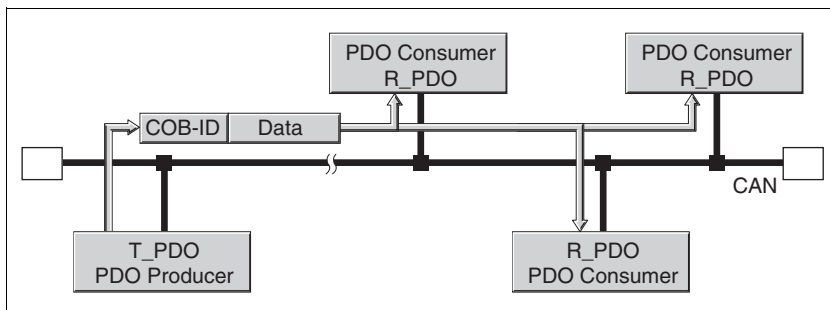 PDO Consumer
R_PDO
PDO Consumer
R_PDO
COB-ID
Data
CAN
T_PDO
PDO Producer
R_PDO
PDO Consumer